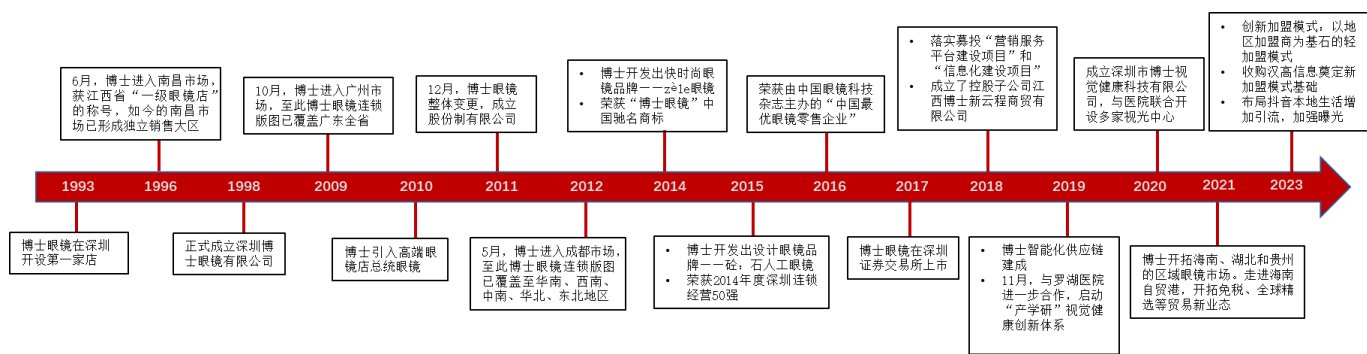 6月，博士进入南昌市场，
获江西省“一级眼镜店”
的称号，如今的南昌市
场已形成独立销售大区
10月，博士进入广州市
场，至此博士眼镜连锁
版图已覆盖广东全省
12月，博士眼镜
整体变更，成立
股份制有限公司
• 博士开发出快时尚眼
镜品牌——zèle眼镜
• 荣获“博士眼镜”中
国驰名商标
荣获由中国眼镜科技
杂志主办的“中国最
优眼镜零售企业”
• 落实募投“营销服务
平台建设项目”和
“信息化建设项目”
• 成立了控股子公司江
西博士新云程商贸有
限公司
成立深圳市博士视
觉健康科技有限公
司，与医院联合开
设多家视光中心
• 创新加盟模式：以地
区加盟商为基石的轻
加盟模式
• 收购汉高信息奠定新
加盟模式基础
• 布局抖音本地生活增
加引流，加强曝光
1993 1996 1998 2009 2010 2011 2012 2014 2015 2016 2017 2018 2019 2020 2021 2023
博士眼镜在深圳
开设第一家店
正式成立深圳博
士眼镜有限公司
博士引入高端眼
镜店总统眼镜
5月，博士进入成都市场，
至此博士眼镜连锁版图
已覆盖至华南、西南、
中南、华北、东北地区
• 博士开发出设计眼镜品
牌——砼：石人工眼镜
• 荣获2014年度深圳连锁
经营50强
博士眼镜在深圳
证券交易所上市
• 博士智能化供应链
建成
• 11月，与罗湖医院
进一步合作，启动
“产学研”视觉健
康创新体系
博士开拓海南、湖北和贵州
的区域眼镜市场。走进海南
自贸港，开拓免税、全球精
选等贸易新业态